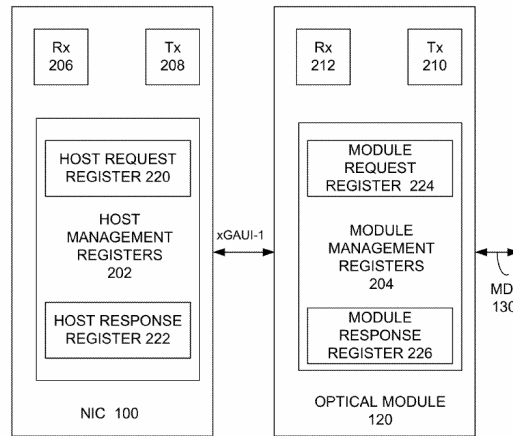 Rx
206
Tx
208
HOST REQUEST
REGISTER 220
HOST
MANAGEMENT
REGISTERS
202
HOST RESPONSE
REGISTER 222
NIC 100
xGAUI-1
Rx
212
Tx
210
MODULE
REQUEST
REGISTER 224
MODULE
MANAGEMENT
REGISTERS
204
MODULE
RESPONSE
REGISTER 226
OPTICAL MODULE
120
MD
130